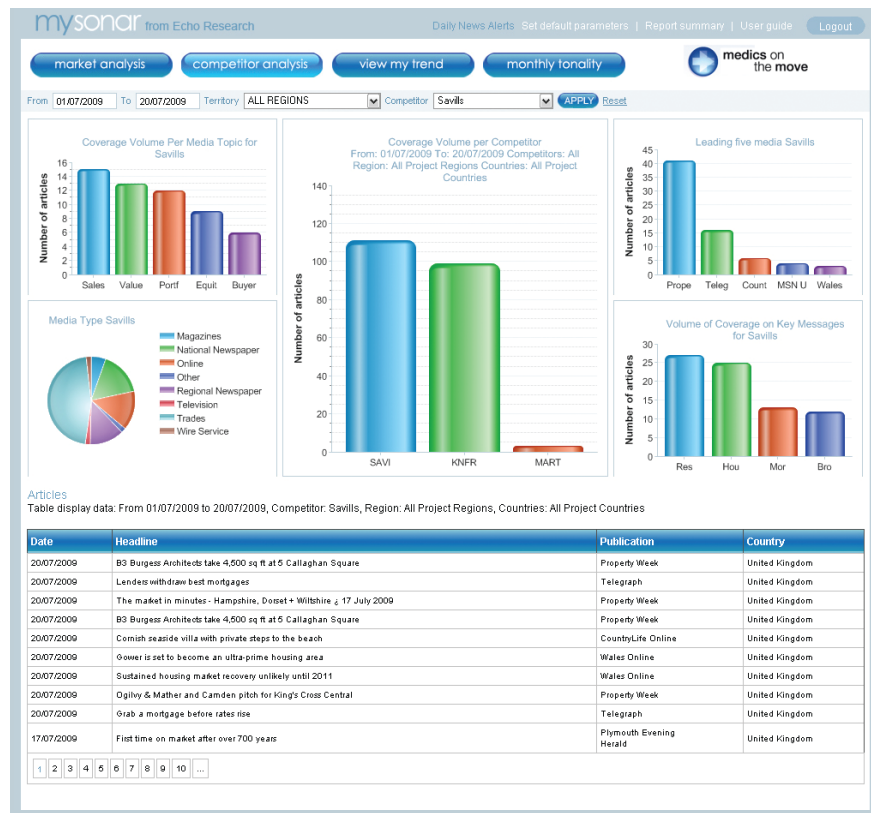 mysonar from Echo Research
Daily News Alerts Set default parameters | Report summary | User guide Logout
market analysis competitor analysis view my trend monthly tonality
medics on
the move
From 01/07/2009 To 20/07/2009 Territory ALL REGIONS Competitor Savills APPLY Reset
Coverage Volume Per Media Topic for
Savills
Number of articles
16
14
12
10
8
6
4
2
0
Sales Value Portf Equit Buyer
Media Type Savills
Magazines
National Newspaper
Online
Other
Regional Newspaper
Television
Trades
Wire Service
Coverage Volume per Competitor
From: 01/07/2009 To: 20/07/2009 Competitors: All
Region: All Project Regions Countries: All Project
Countries
Number of articles
140
120
100
80
60
40
20
0
SAVI KNFR MART
Leading five media Savills
Number of articles
45
40
35
30
25
20
15
10
5
0
Prope Teleg Count MSN U Wales
Volume of Coverage on Key Messages
for Savills
Number of articles
30
25
20
15
10
5
0
Res Hou Mor Bro
Articles
Table display data: From 01/07/2009 to 20/07/2009, Competitor: Savills, Region: All Project Regions, Countries: All Project Countries
Date Headline Publication Country
20/07/2009 B3 Burgess Architects take 4,500 sq ft at 5 Callaghan Square Property Week United Kingdom
20/07/2009 Lenders withdraw best mortgages Telegraph United Kingdom
20/07/2009 The market in minutes - Hampshire, Dorset + Wiltshire ¿ 17 July 2009 Property Week United Kingdom
20/07/2009 B3 Burgess Architects take 4,500 sq ft at 5 Callaghan Square Property Week United Kingdom
20/07/2009 Cornish seaside villa with private steps to the beach CountryLife Online United Kingdom
20/07/2009 Gower is set to become an ultra-prime housing area Wales Online United Kingdom
20/07/2009 Sustained housing market recovery unlikely until 2011 Wales Online United Kingdom
20/07/2009 Ogilvy & Mather and Camden pitch for King's Cross Central Property Week United Kingdom
20/07/2009 Grab a mortgage before rates rise Telegraph United Kingdom
17/07/2009 First time on market after over 700 years Plymouth Evening Herald United Kingdom
1 2 3 4 5 6 7 8 9 10 ...